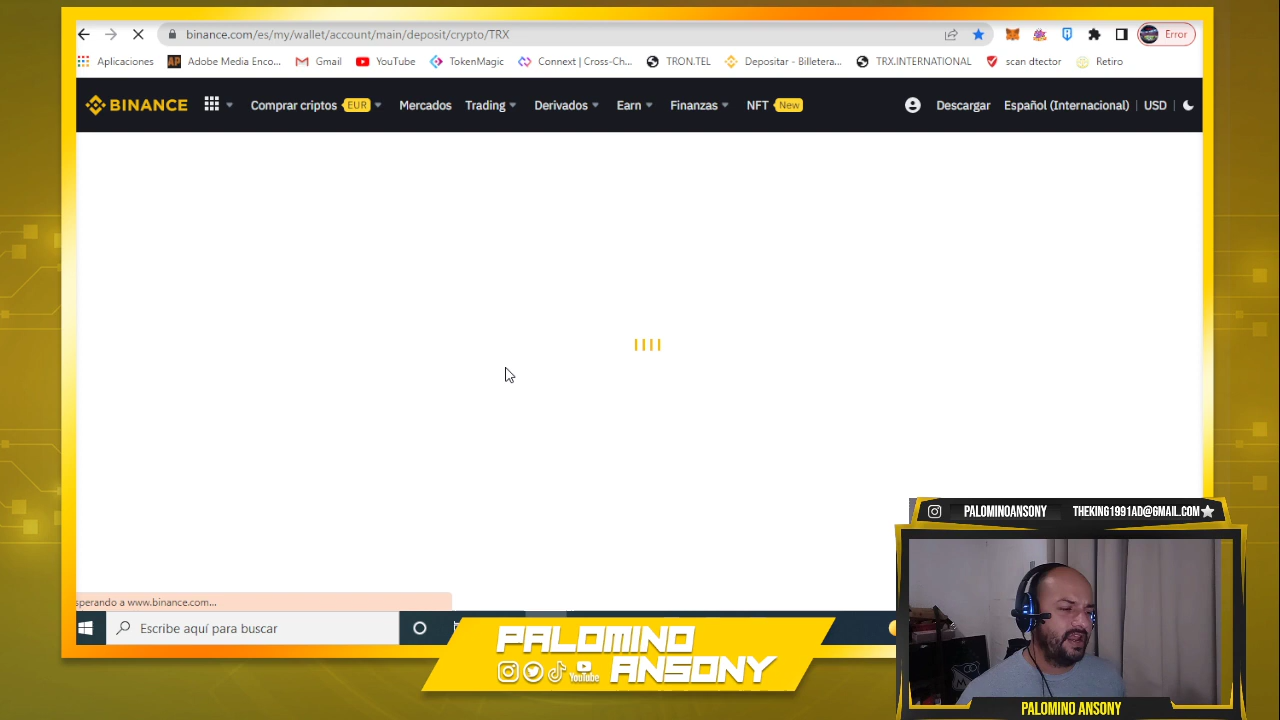 binance.com/es/my/wallet/account/main/deposit/crypto/TRX
Error
Aplicaciones
Adobe Media Enco...
Gmail
YouTube
TokenMagic
Connext | Cross-Ch...
TRON.TEL
Depositar - Billetera...
TRX.INTERNATIONAL
scan dtector
Retiro
BINANCE
Comprar criptos EUR
Mercados
Trading
Derivados
Earn
Finanzas
NFT New
Descargar
Español (Internacional)
USD
sperando a www.binance.com...
Escribe aquí para buscar
PALOMINO
ANSONY
YouTube
PALOMINOANSONY
THEKING1991AD@GMAIL.COM
PALOMINO ANSONY